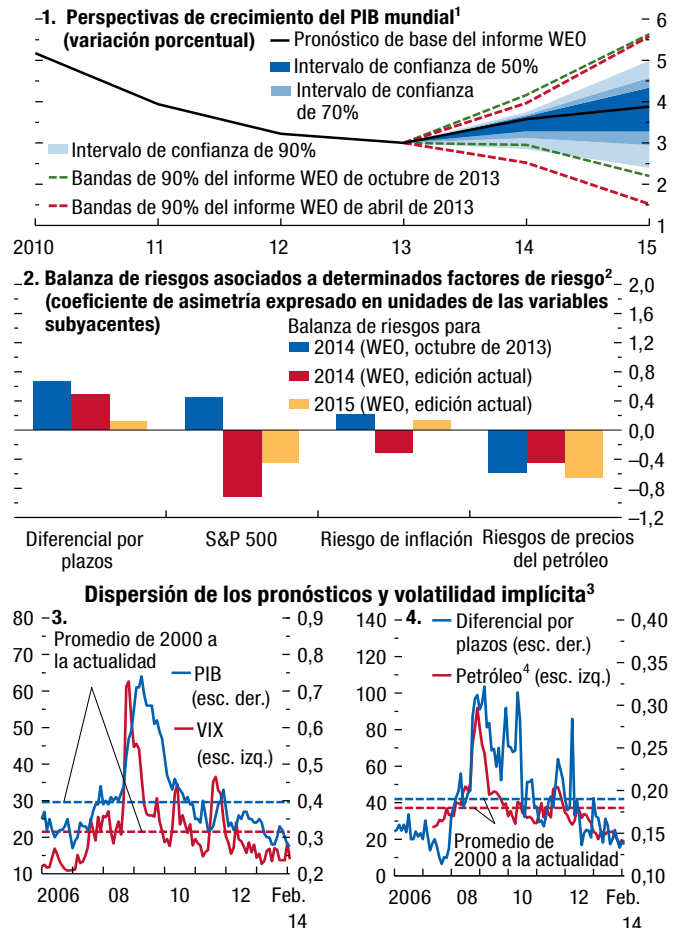 1. Perspectivas de crecimiento del PIB mundial¹
(variación porcentual)
Pronóstico de base del informe WEO
Intervalo de confianza de 50%
Intervalo de confianza
de 70%
Intervalo de confianza de 90%
Bandas de 90% del informe WEO de octubre de 2013
Bandas de 90% del informe WEO de abril de 2013
6
5
4
3
2
1
2010 11 12 13 14 15
2. Balanza de riesgos asociados a determinados factores de riesgo²
(coeficiente de asimetría expresado en unidades de las variables
subyacentes)
Balanza de riesgos para
2014 (WEO, octubre de 2013)
2014 (WEO, edición actual)
2015 (WEO, edición actual)
2,0
1,6
1,2
0,8
0,4
0,0
–0,4
–0,8
–1,2
Diferencial por
plazos
S&P 500
Riesgo de inflación
Riesgos de precios
del petróleo
Dispersión de los pronósticos y volatilidad implícita³
3.
Promedio de 2000 a
la actualidad
PIB
(esc. der.)
VIX
(esc. izq.)
80
70
60
50
40
30
20
10
0,9
0,8
0,7
0,6
0,5
0,4
0,3
0,2
2006 08 10 12 Feb.
14
4.
Diferencial por
plazos (esc. der.)
Petróleo⁴ (esc. izq.)
Promedio de
2000 a la actualidad
140
120
100
80
60
40
20
0
0,40
0,35
0,30
0,25
0,20
0,15
0,10
2006 08 10 12 Feb.
14